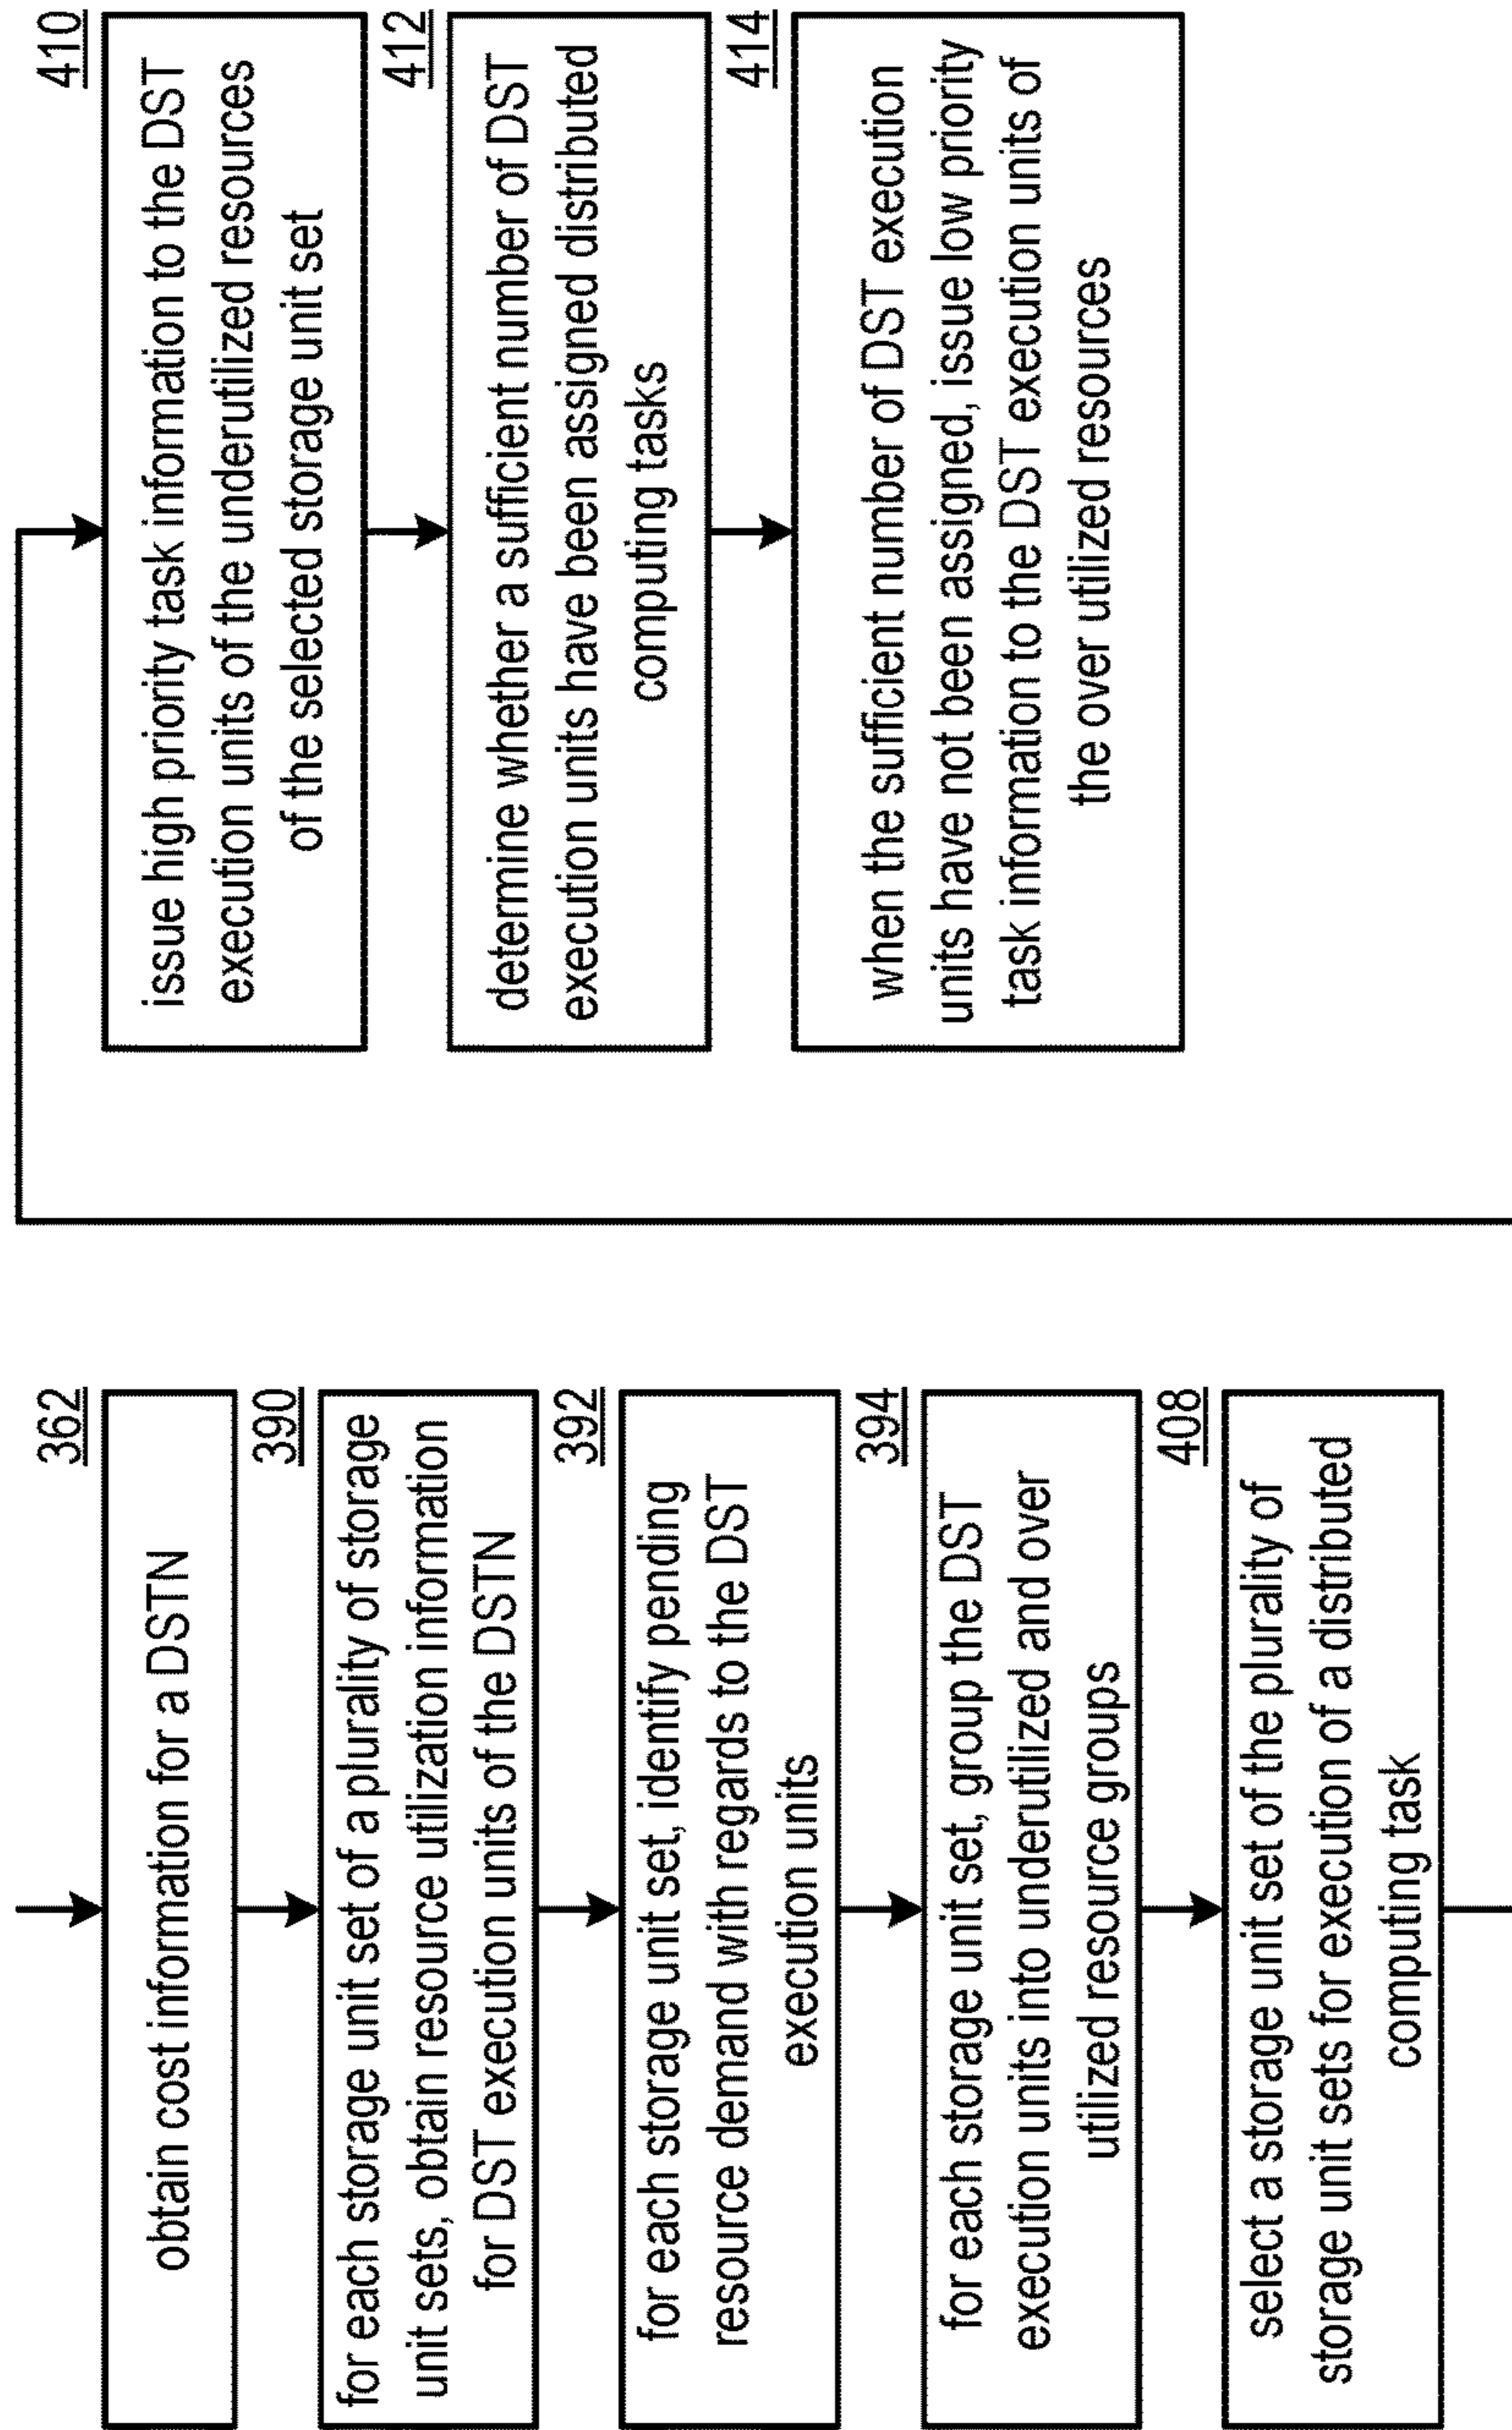 362
obtain cost information for a DSTN
390
for each storage unit set of a plurality of storage
unit sets, obtain resource utilization information
for DST execution units of the DSTN
392
for each storage unit set, identify pending
resource demand with regards to the DST
execution units
394
for each storage unit set, group the DST
execution units into underutilized and over
utilized resource groups
408
select a storage unit set of the plurality of
storage unit sets for execution of a distributed
computing task
410
issue high priority task information to the DST
execution units of the underutilized resources
of the selected storage unit set
412
determine whether a sufficient number of DST
execution units have been assigned distributed
computing tasks
414
when the sufficient number of DST execution
units have not been assigned, issue low priority
task information to the DST execution units of
the over utilized resources